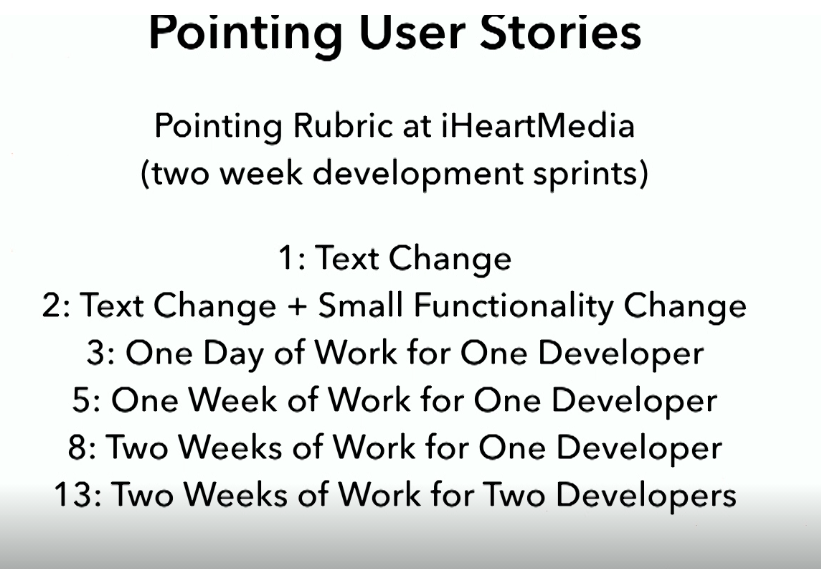 Pointing User Stories
Pointing Rubric at iHeartMedia
(two week development sprints)
1: Text Change
2: Text Change + Small Functionality Change
3: One Day of Work for One Developer
5: One Week of Work for One Developer
8: Two Weeks of Work for One Developer
13: Two Weeks of Work for Two Developers